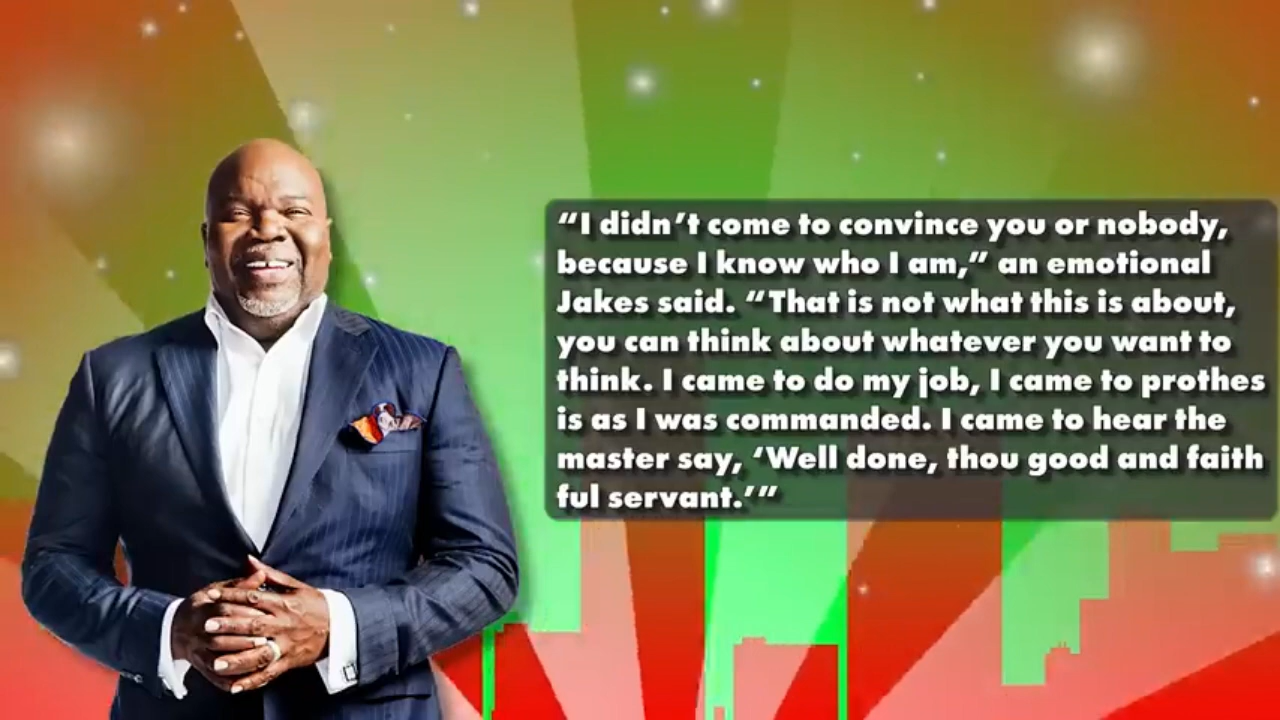 “I didn’t come to convince you or nobody,
because I know who I am,” an emotional
Jakes said. “That is not what this is about,
you can think about whatever you want to
think. I came to do my job, I came to prothes
is as I was commanded. I came to hear the
master say, ‘Well done, thou good and faith
ful servant.’”